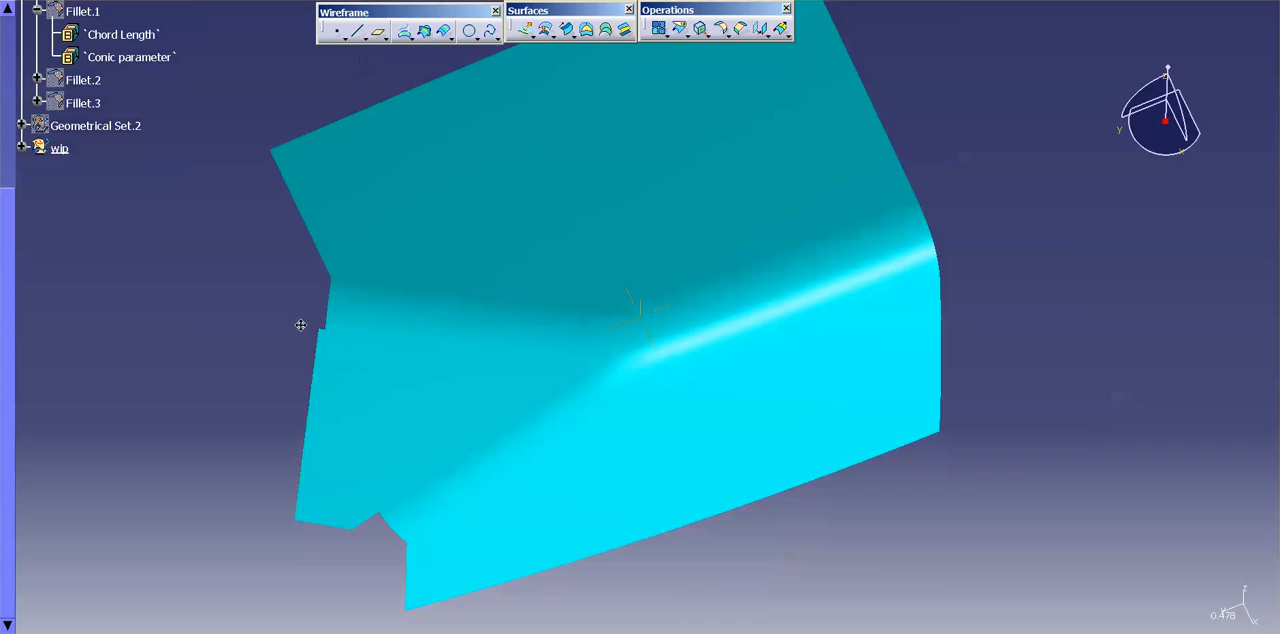 Fillet.1
`Chord Length`
`Conic parameter`
Fillet.2
Fillet.3
Geometrical Set.2
wip
Wireframe
Surfaces
Operations
z
y
x
0.478
z
y
x